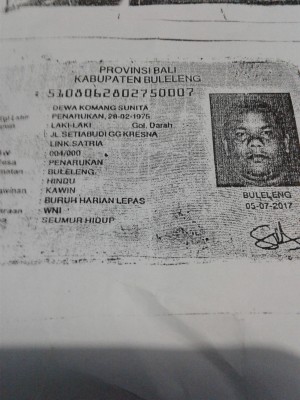 PROVINSI BALI
KABUPATEN BULELENG
5108062802750007
DEWA KOMANG SUNITA
PENARUKAN, 28-02-1975
LAKI-LAKI Gol. Darah
JL SETIABUDI GG KRESNA
LINK.SATRIA
004/000
PENARUKAN
BULELENG
HINDU
KAWIN
BURUH HARIAN LEPAS
WNI
SEUMUR HIDUP
BULELENG
05-07-2017